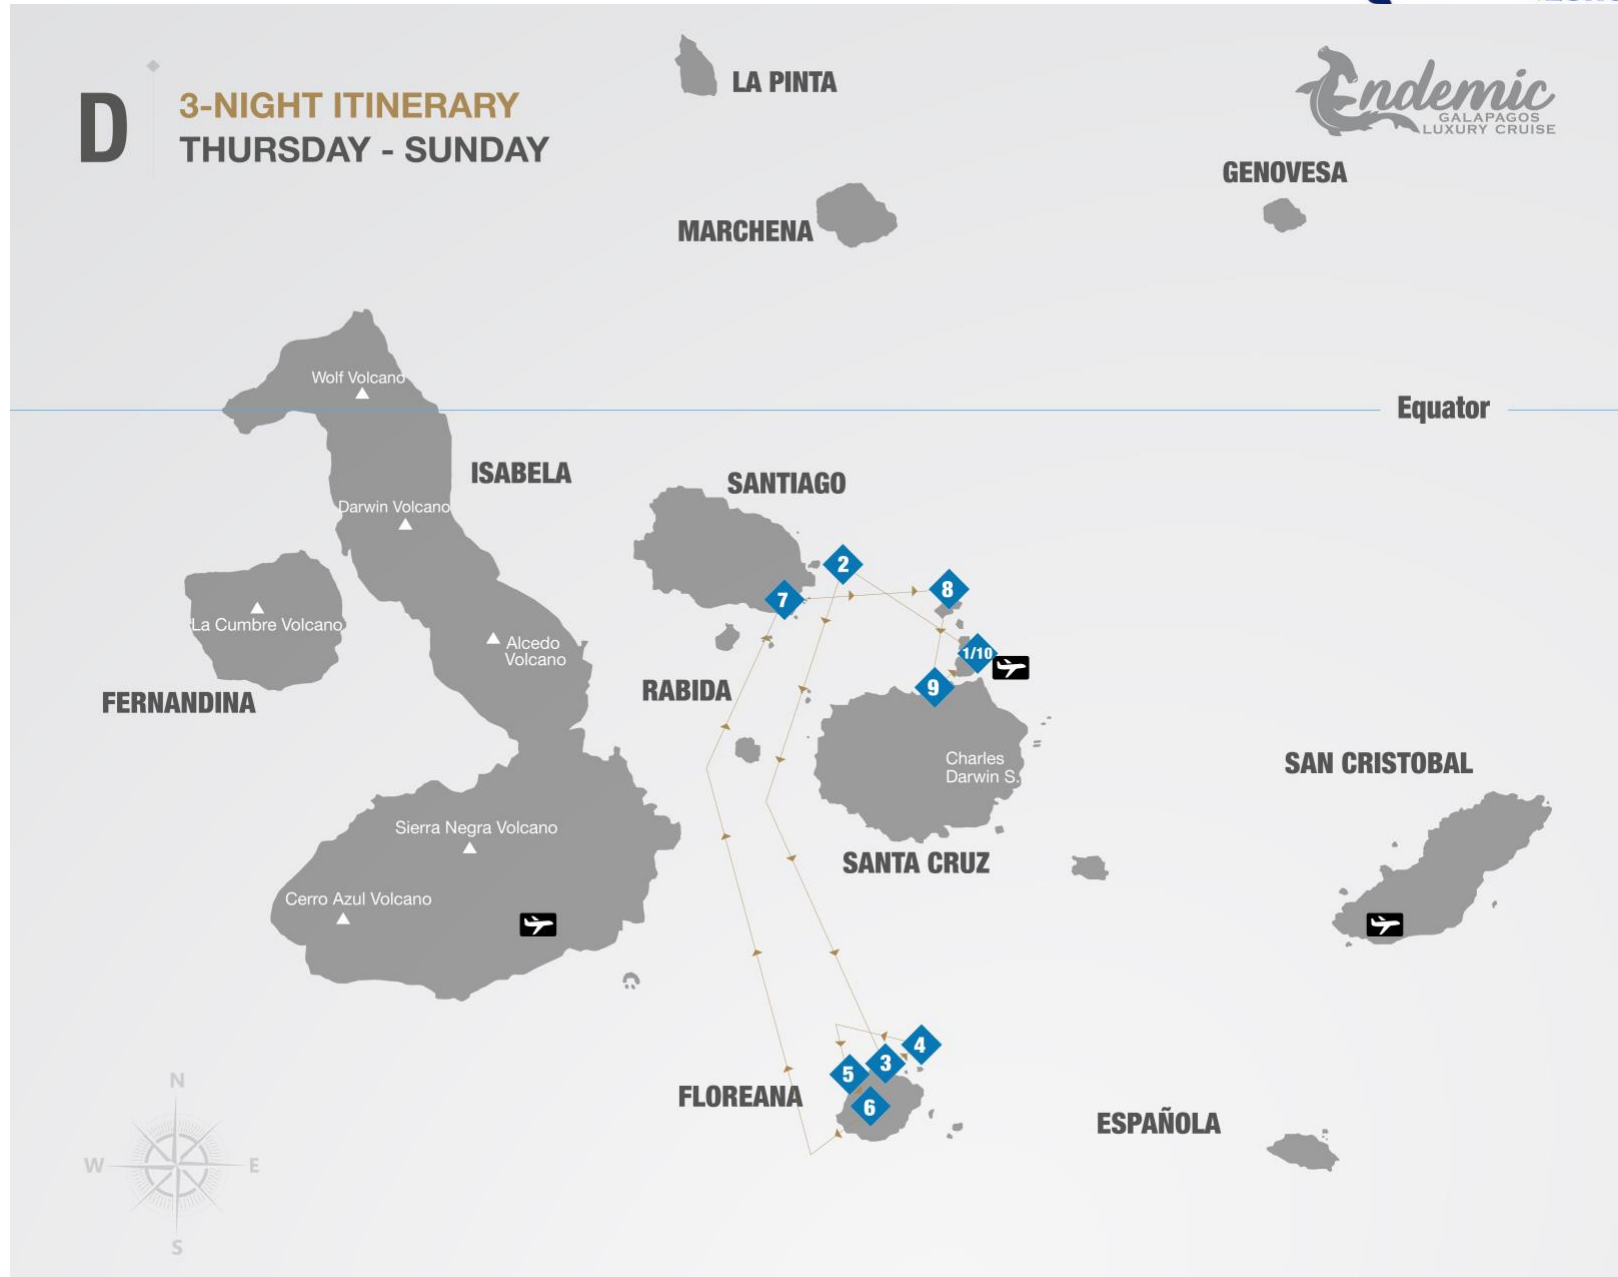 D
3-NIGHT ITINERARY
THURSDAY - SUNDAY
LA PINTA
Endemic
GALAPAGOS
LUXURY CRUISE
GENOVESA
MARCHENA
Wolf Volcano
Equator
ISABELA
SANTIAGO
Darwin Volcano
2
8
7
La Cumbre Volcano
Alcedo
Volcano
1/10
9
RABIDA
FERNANDINA
Charles
Darwin S.
SAN CRISTOBAL
Sierra Negra Volcano
SANTA CRUZ
Cerro Azul Volcano
4
3
5
6
FLOREANA
ESPAÑOLA
N
W
E
S